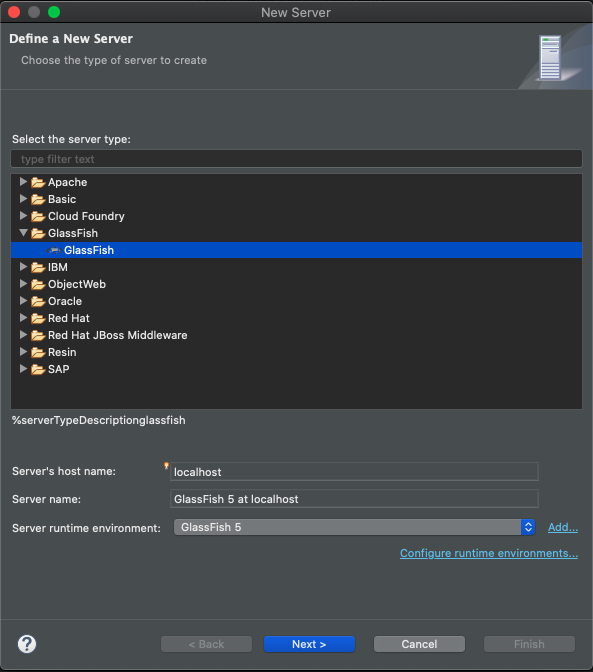 New Server
Define a New Server
Choose the type of server to create
Select the server type:
type filter text
Apache
Basic
Cloud Foundry
GlassFish
GlassFish
IBM
ObjectWeb
Oracle
Red Hat
Red Hat JBoss Middleware
Resin
SAP
%serverTypeDescriptionglassfish
Server's host name: localhost
Server name: GlassFish 5 at localhost
Server runtime environment: GlassFish 5 Add...
Configure runtime environments...
? < Back Next > Cancel Finish